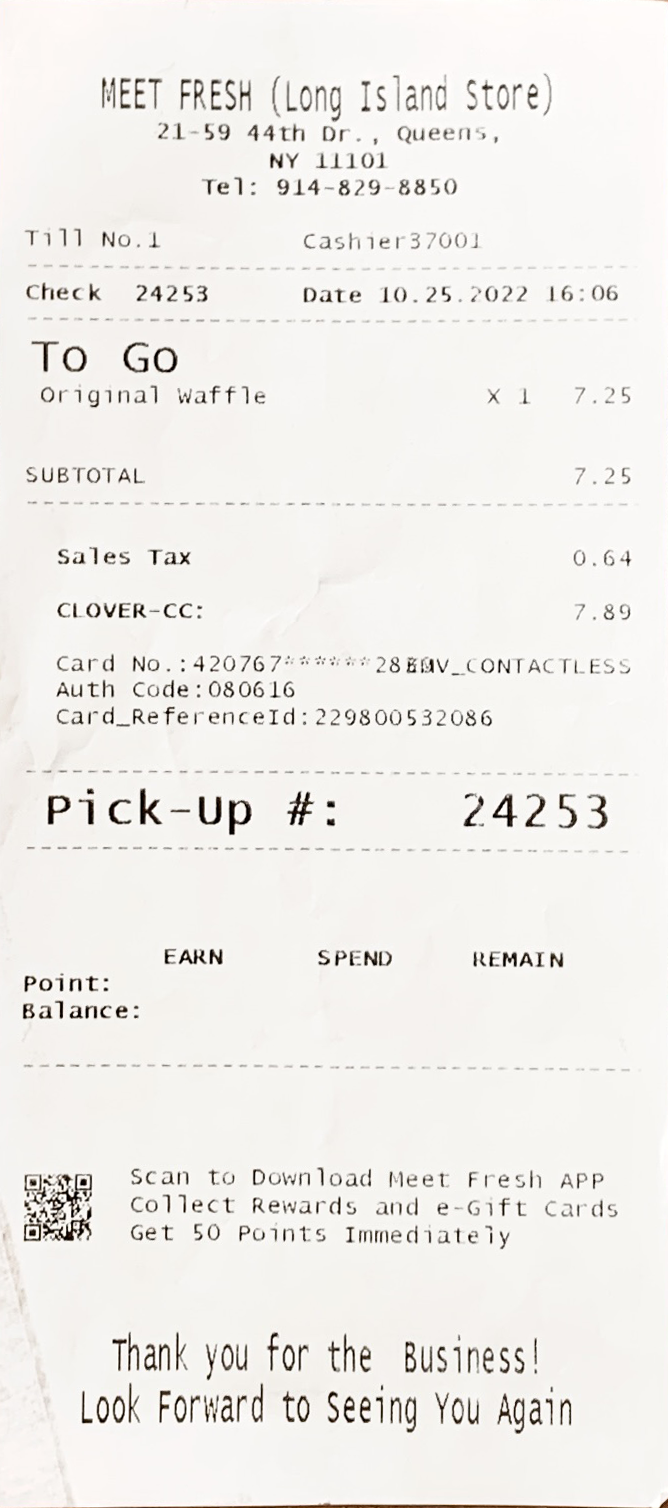 MEET FRESH (Long Island Store)
21-59 44th Dr., Queens,
NY 11101
Tel: 914-829-8850
Till No.1 Cashier37001
Check 24253 Date 10.25.2022 16:06
To Go
Original Waffle X 1 7.25
SUBTOTAL 7.25
Sales Tax 0.64
CLOVER-CC: 7.89
Card No.:420767******28 V_CONTACTLESS
Auth Code:080616
Card_ReferenceId:229800532086
Pick-Up #: 24253
EARN SPEND REMAIN
Point:
Balance:
Scan to Download Meet Fresh APP
Collect Rewards and e-Gift Cards
Get 50 Points Immediately
Thank you for the Business!
Look Forward to Seeing You Again